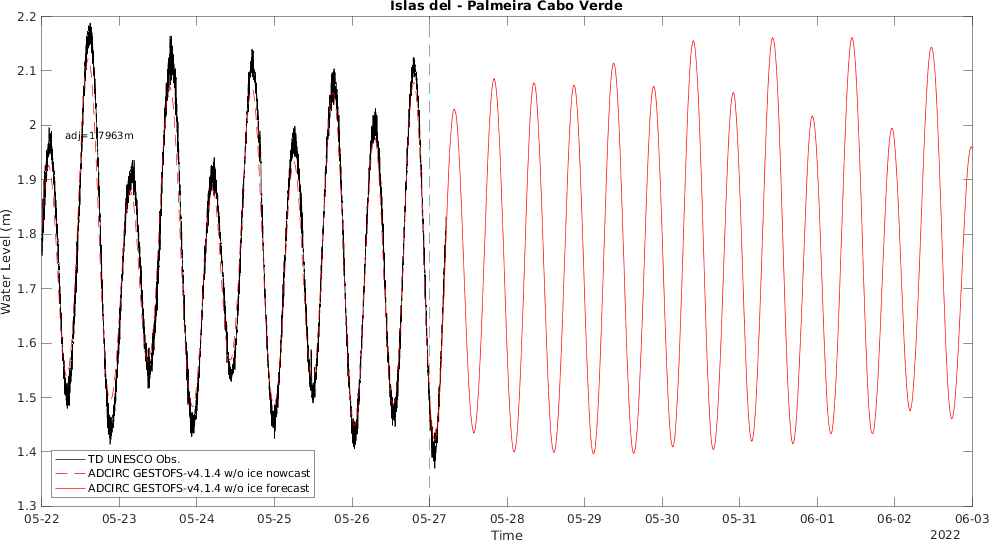 Islas del - Palmeira Cabo Verde
2.2
2.1
2
1.9
1.8
1.7
1.6
1.5
1.4
1.3
Water Level (m)
adj=1.7963m
TD UNESCO Obs.
ADCIRC GESTOFS-v4.1.4 w/o ice nowcast
ADCIRC GESTOFS-v4.1.4 w/o ice forecast
05-22 05-23 05-24 05-25 05-26 05-27 05-28 05-29 05-30 05-31 06-01 06-02 06-03
Time
2022